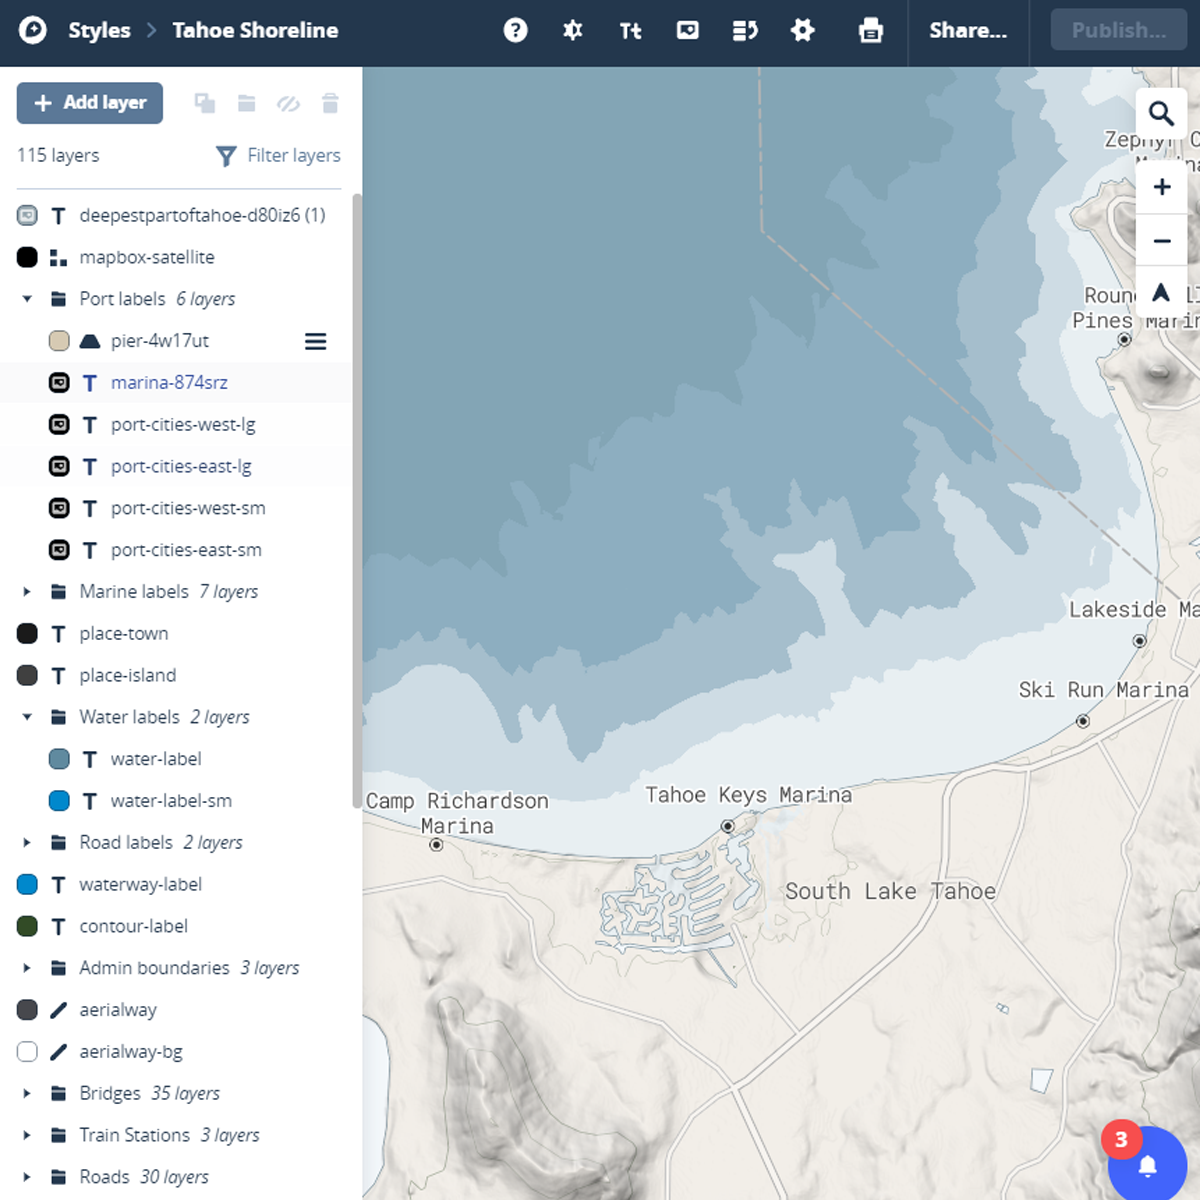 Styles > Tahoe Shoreline
? Tt Share... Publish...
+ Add layer
115 layers Filter layers
T deepestpartoftahoe-d80iz6 (1)
mapbox-satellite
Port labels 6 layers
pier-4w17ut
T marina-874srz
T port-cities-west-lg
T port-cities-east-lg
T port-cities-west-sm
T port-cities-east-sm
Marine labels 7 layers
T place-town
T place-island
Water labels 2 layers
T water-label
T water-label-sm
Road labels 2 layers
T waterway-label
T contour-label
Admin boundaries 3 layers
aerialway
aerialway-bg
Bridges 35 layers
Train Stations 3 layers
Roads 30 layers
Zephyr C
+
−
Roun
Pines Marin
Lakeside Ma
Ski Run Marina
Tahoe Keys Marina
Camp Richardson
Marina
South Lake Tahoe
3